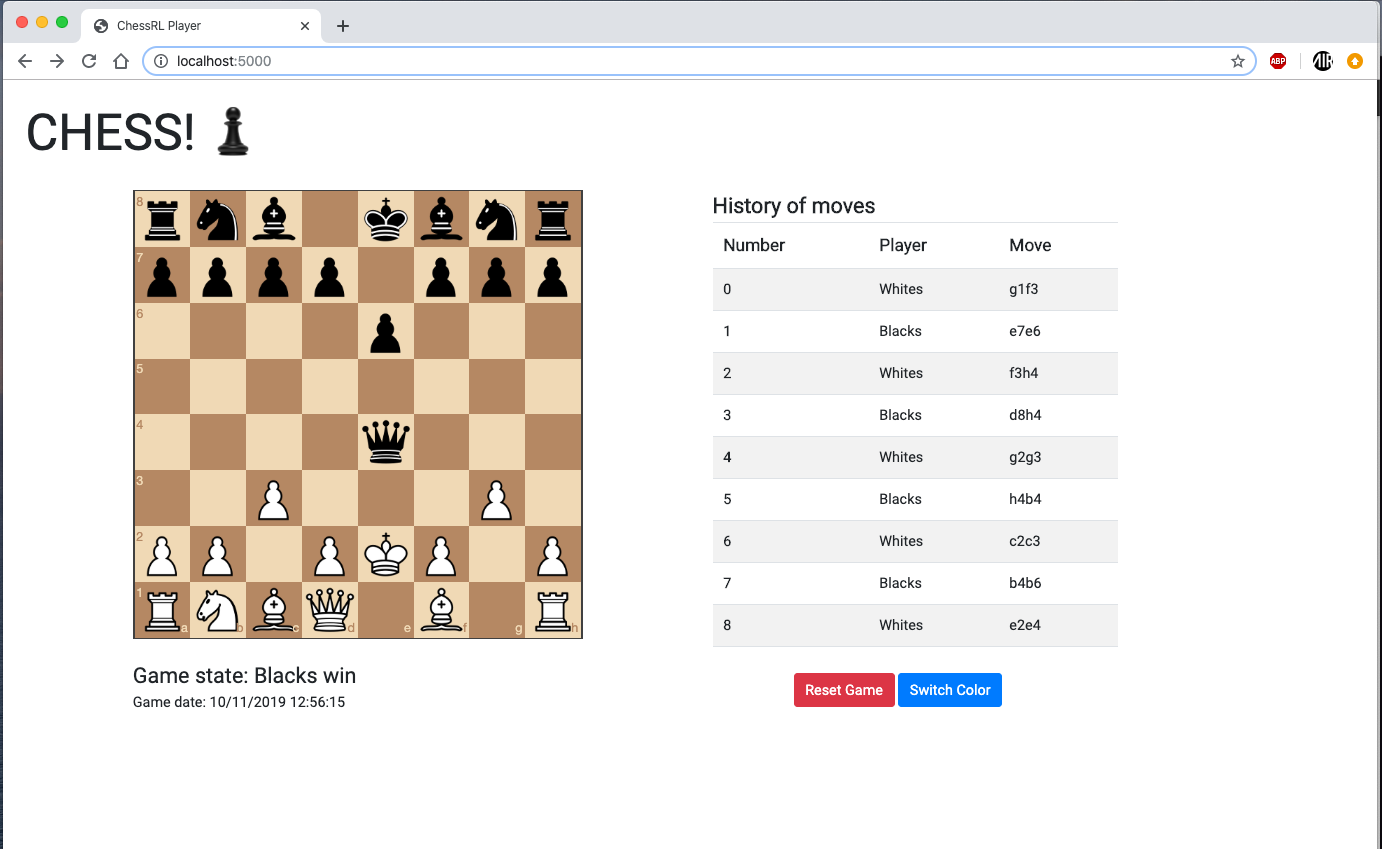 ChessRL Player
localhost:5000
ABP
CHESS!
8
7
6
5
4
3
2
1
a b c d e f g h
Game state: Blacks win
Game date: 10/11/2019 12:56:15
History of moves
Number Player Move
0 Whites g1f3
1 Blacks e7e6
2 Whites f3h4
3 Blacks d8h4
4 Whites g2g3
5 Blacks h4b4
6 Whites c2c3
7 Blacks b4b6
8 Whites e2e4
Reset Game Switch Color